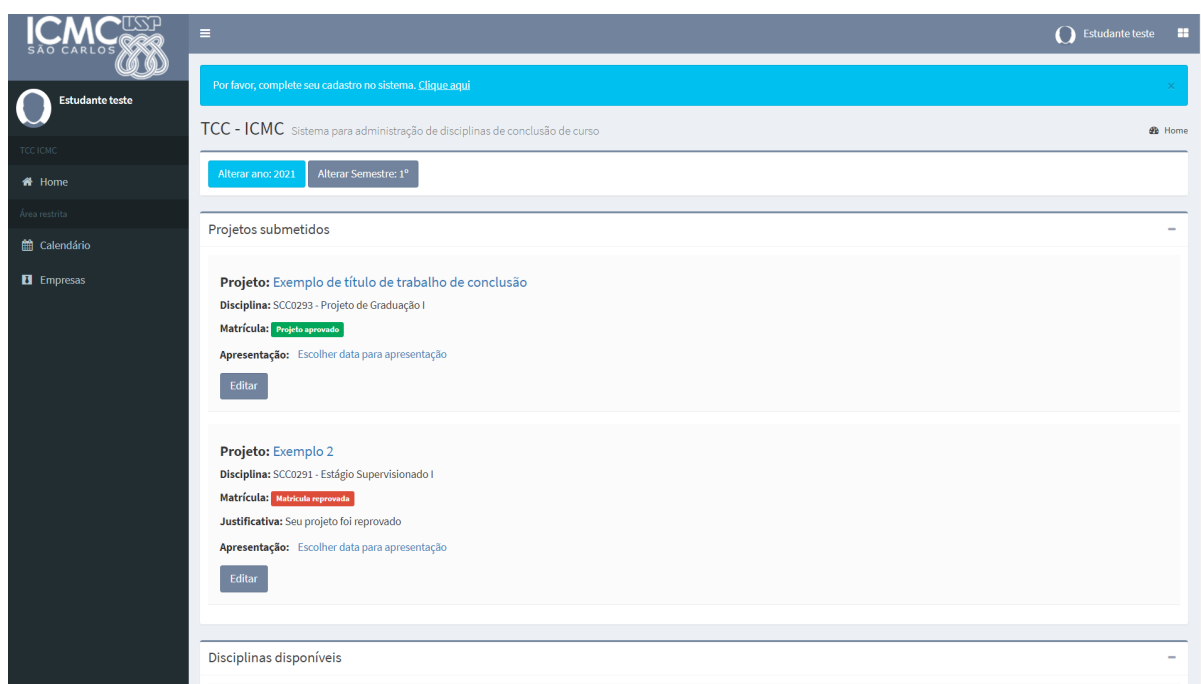 ICMC USP
SÃO CARLOS
Estudante teste
Estudante teste
TCC ICMC
Home
Área restrita
Calendário
Empresas
Por favor, complete seu cadastro no sistema. Clique aqui
×
TCC - ICMC Sistema para administração de disciplinas de conclusão de curso
Home
Alterar ano: 2021 Alterar Semestre: 1º
Projetos submetidos
Projeto: Exemplo de título de trabalho de conclusão
Disciplina: SCC0293 - Projeto de Graduação I
Matrícula: Projeto aprovado
Apresentação: Escolher data para apresentação
Editar
Projeto: Exemplo 2
Disciplina: SCC0291 - Estágio Supervisionado I
Matrícula: Matrícula reprovada
Justificativa: Seu projeto foi reprovado
Apresentação: Escolher data para apresentação
Editar
Disciplinas disponíveis